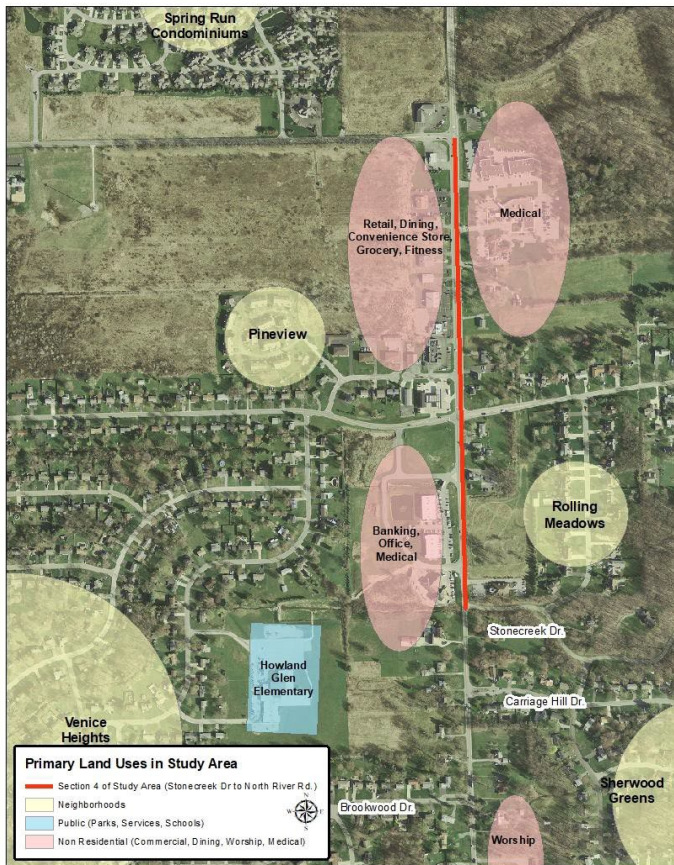 Spring Run
Condominiums
Retail, Dining,
Convenience Store,
Grocery, Fitness
Medical
Pineview
Banking,
Office,
Medical
Rolling
Meadows
Stonecreek Dr.
Howland
Glen
Elementary
Carriage Hill Dr.
Venice
Heights
Sherwood
Greens
Brookwood Dr.
Worship
Primary Land Uses in Study Area
Section 4 of Study Area (Stonecreek Dr to North River Rd.)
Neighborhoods
Public (Parks, Services, Schools)
Non Residential (Commercial, Dining, Worship, Medical)
N
W
E
S